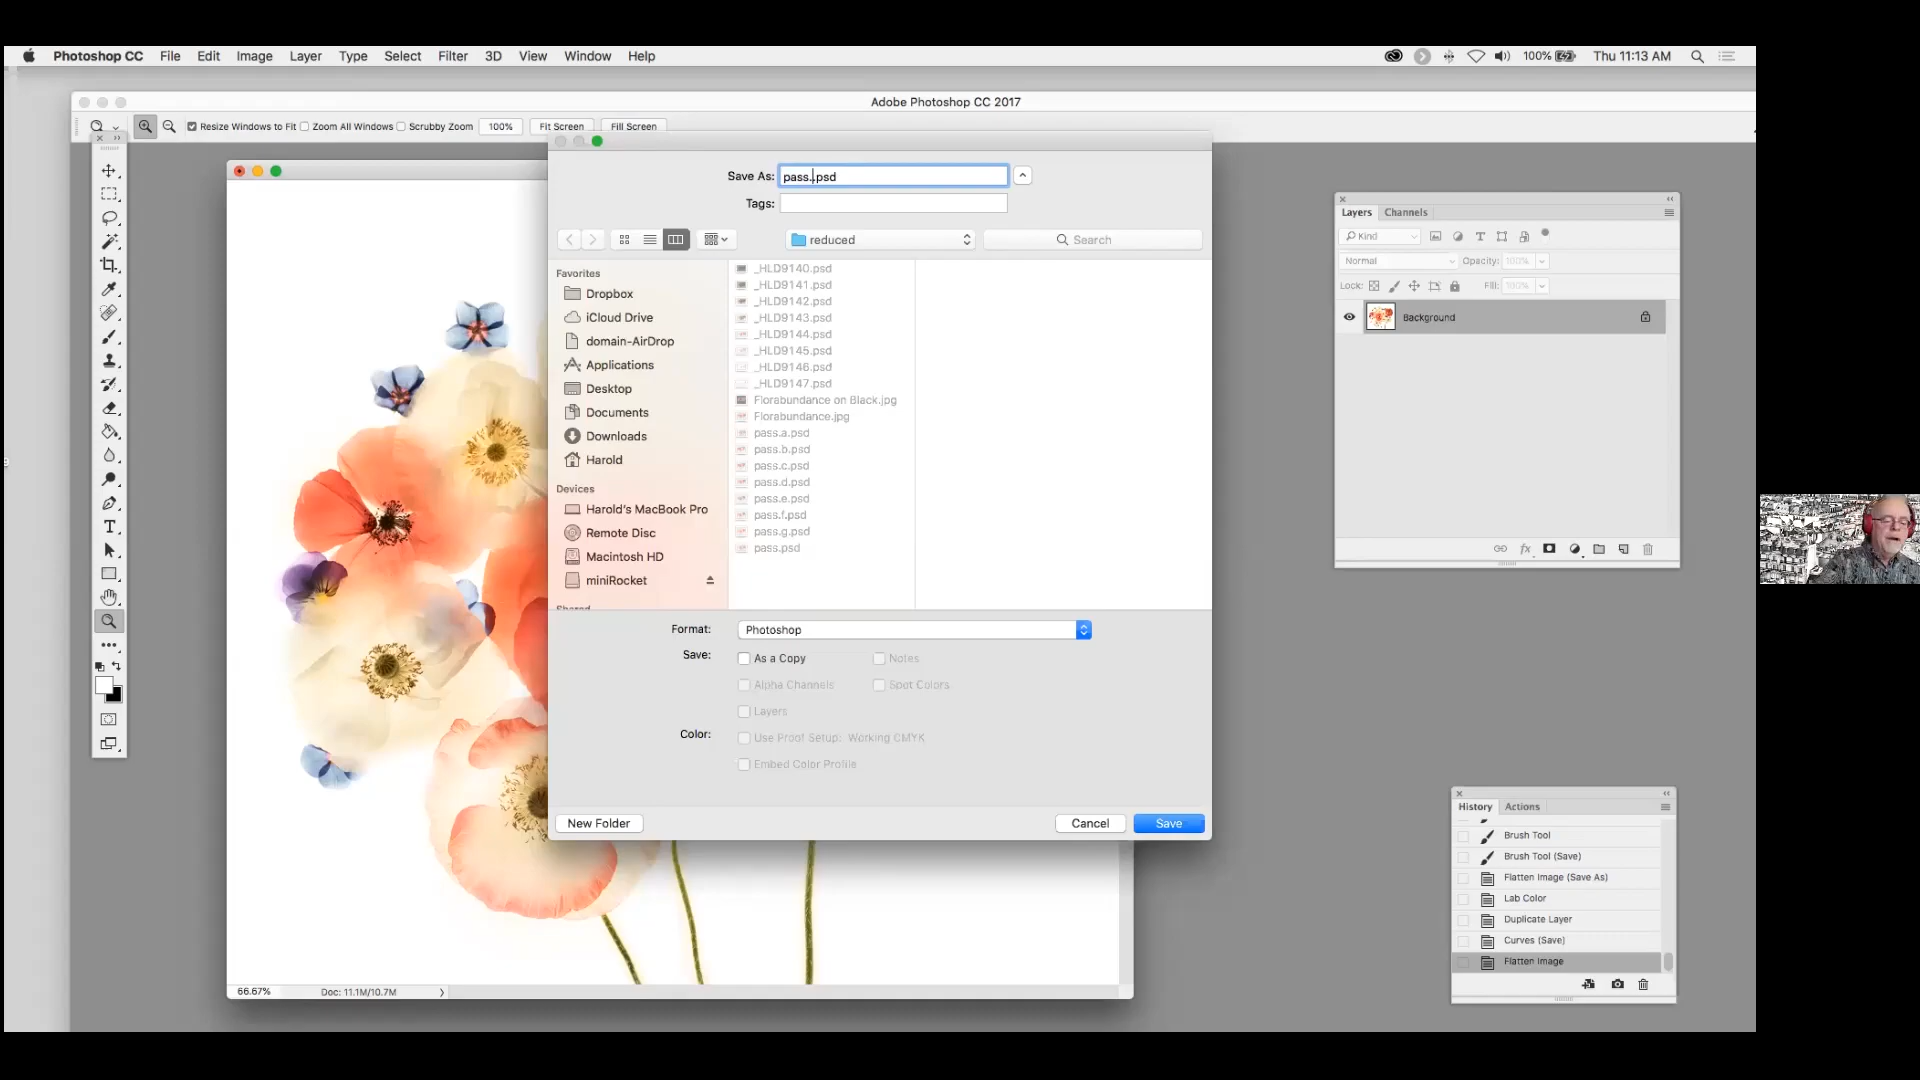 Photoshop CC File Edit Image Layer Type Select Filter 3D View Window Help 100% Thu 11:13 AM
Adobe Photoshop CC 2017
Resize Windows to Fit Zoom All Windows Scrubby Zoom 100% Fit Screen Fill Screen
Save As: pass..psd
Tags:
reduced Search
Favorites
Dropbox
iCloud Drive
domain-AirDrop
Applications
Desktop
Documents
Downloads
Harold
Devices
Harold's MacBook Pro
Remote Disc
Macintosh HD
miniRocket
Shared
_HLD9140.psd
_HLD9141.psd
_HLD9142.psd
_HLD9143.psd
_HLD9144.psd
_HLD9145.psd
_HLD9146.psd
_HLD9147.psd
Florabundance on Black.jpg
Florabundance.jpg
pass.a.psd
pass.b.psd
pass.c.psd
pass.d.psd
pass.e.psd
pass.f.psd
pass.g.psd
pass.psd
Format: Photoshop
Save: As a Copy Notes
Alpha Channels Spot Colors
Layers
Color: Use Proof Setup: Working CMYK
Embed Color Profile
New Folder Cancel Save
66.67% Doc: 11.1M/10.7M
Layers Channels
Kind
Normal Opacity: 100%
Lock: Fill: 100%
Background
fx
History Actions
Brush Tool
Brush Tool (Save)
Flatten Image (Save As)
Lab Color
Duplicate Layer
Curves (Save)
Flatten Image